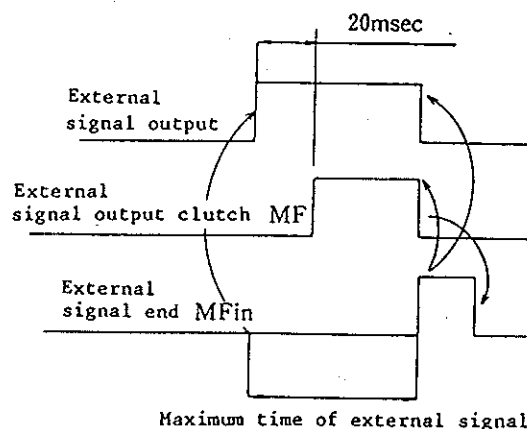 20msec
External
signal output
External
signal output clutch MF
External
signal end MFin
Maximum time of external signal